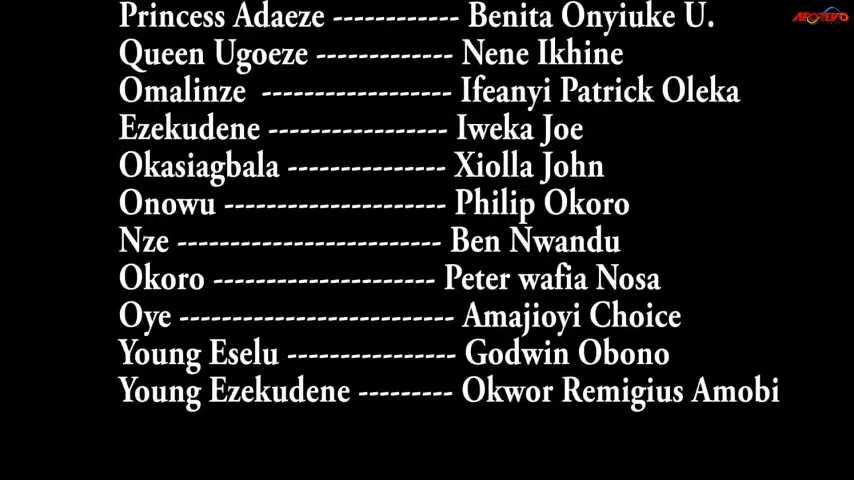 Princess Adaeze ------------ Benita Onyiuke U.
Queen Ugoeze ------------- Nene Ikhine
Omalinze ------------------ Ifeanyi Patrick Oleka
Ezekudene ----------------- Iweka Joe
Okasiagbala --------------- Xiolla John
Onowu --------------------- Philip Okoro
Nze ------------------------- Ben Nwandu
Okoro --------------------- Peter wafia Nosa
Oye -------------------------- Amajioyi Choice
Young Eselu ---------------- Godwin Obono
Young Ezekudene --------- Okwor Remigius Amobi